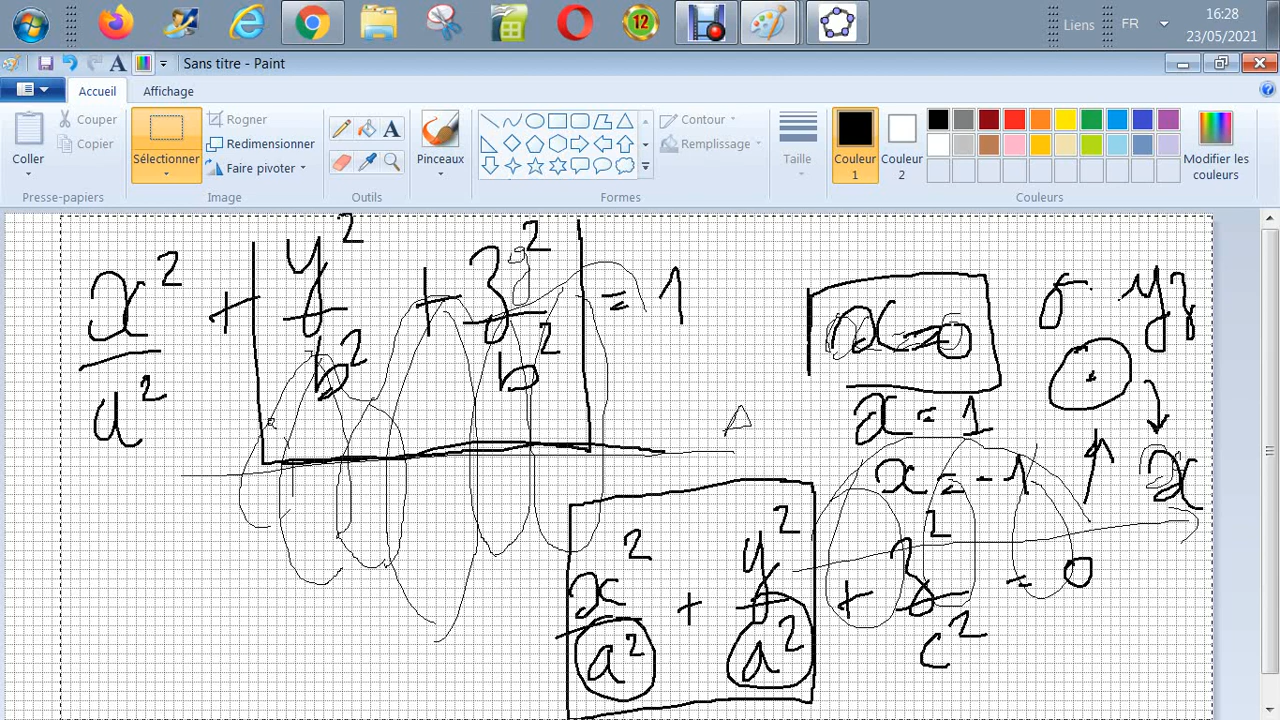 12
Liens
FR
16:28
23/05/2021
Sans titre - Paint
Accueil
Affichage
Coller
Couper
Copier
Presse-papiers
Sélectionner
Rogner
Redimensionner
Faire pivoter
Image
A
Outils
Pinceaux
Contour
Remplissage
Formes
Taille
Couleur 1
Couleur 2
Modifier les couleurs
Couleurs
x²/a² + y²/b² + z²/b² = 1
x = 0
yz
x = 1
x = -1
x
x²/a² + y²/a² + z²/c² = 0